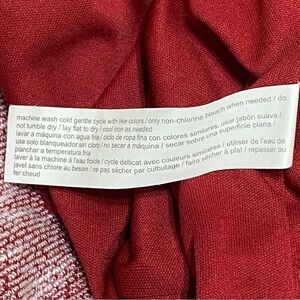 machine wash cold gentle cycle with like colors / only non-chlorine bleach when needed / do
not tumble dry / lay flat to dry / cool iron as needed
lavar a máquina con agua fria / ciclo de ropa fina con colores similares. usar jabón suave /
use solo blanqueador sin cloro / no secar a máquina / secar sobre una superficie plana /
planchar a temperatura fria
laver à la machine à l'eau froide / cycle délicat avec couleurs similaires / utiliser de l'eau de
javel sans chlore au besoin / ne pas sécher par culbutage / faire sécher à plat / repasser au
fer cheud